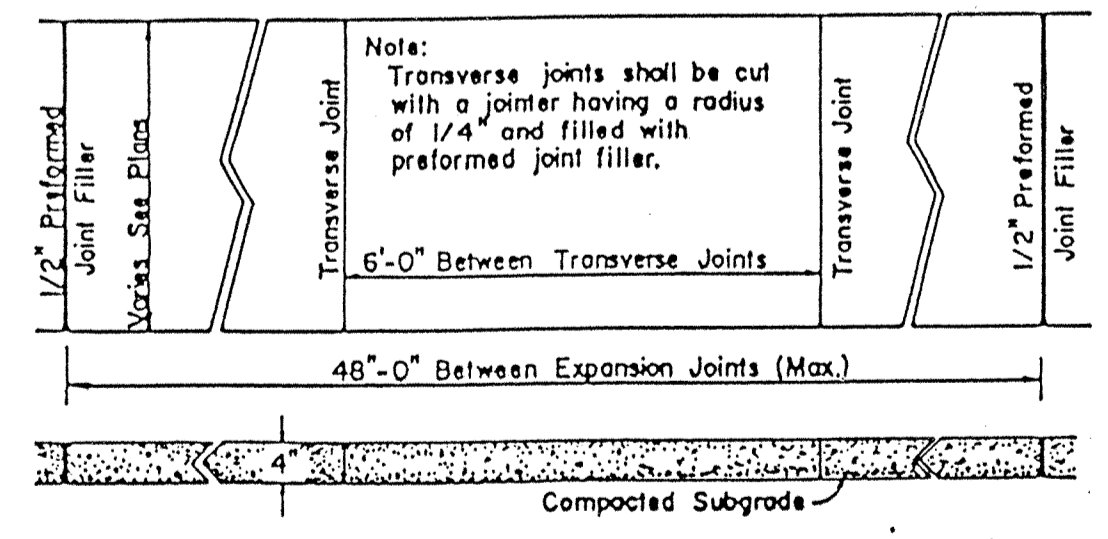 1/2" Preformed
Joint Filler
Varies See Plans
Transverse Joint
Note:
Transverse joints shall be cut
with a jointer having a radius
of 1/4" and filled with
preformed joint filler.
6'-0" Between Transverse Joints
Transverse Joint
1/2" Preformed
Joint Filler
48"-0" Between Expansion Joints (Max.)
4"
Compacted Subgrade